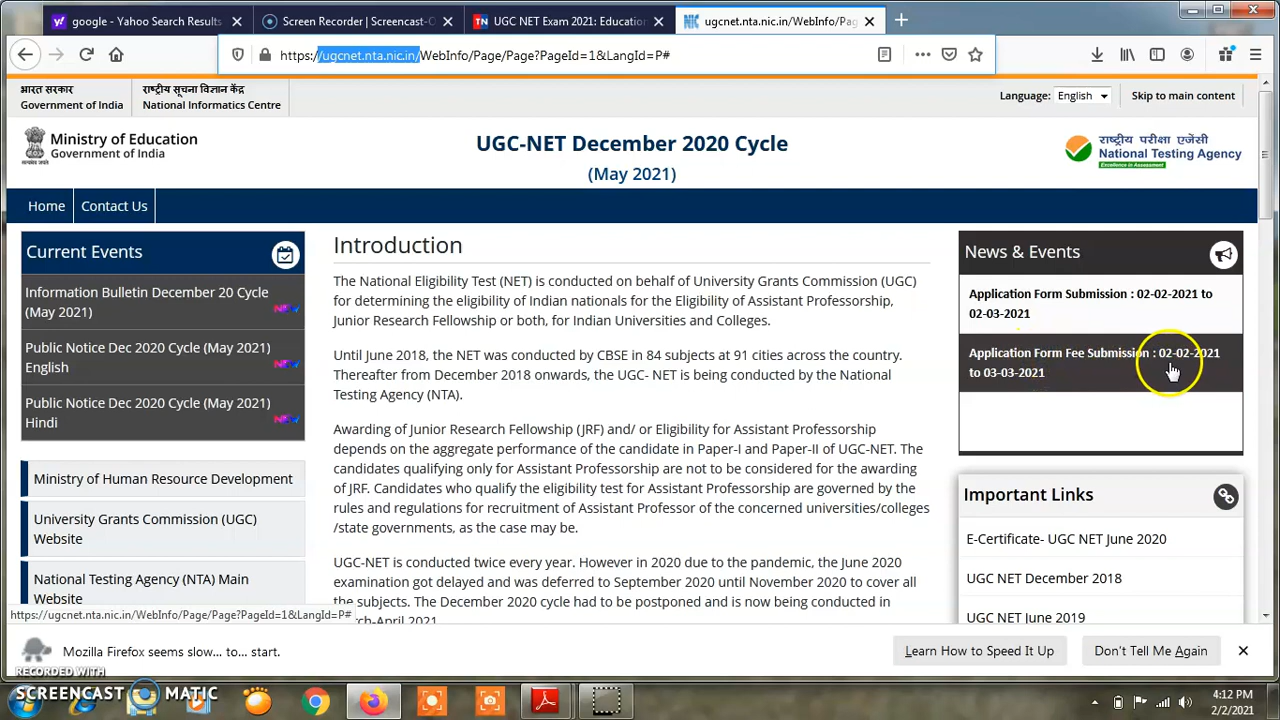 google - Yahoo Search Results
Screen Recorder | Screencast-O
UGC NET Exam 2021: Education
ugcnet.nta.nic.in/WebInfo/Pag
https://ugcnet.nta.nic.in/WebInfo/Page/Page?PageId=1&LangId=P#
भारत सरकार
Government of India
राष्ट्रीय सूचना विज्ञान केंद्र
National Informatics Centre
Language: English
Skip to main content
Ministry of Education
Government of India
UGC-NET December 2020 Cycle
(May 2021)
राष्ट्रीय परीक्षा एजेंसी
National Testing Agency
Excellence in Assessment
Home
Contact Us
Current Events
Information Bulletin December 20 Cycle
(May 2021)
NEW
Public Notice Dec 2020 Cycle (May 2021)
English
NEW
Public Notice Dec 2020 Cycle (May 2021)
Hindi
NEW
Ministry of Human Resource Development
University Grants Commission (UGC)
Website
National Testing Agency (NTA) Main
Website
Introduction
The National Eligibility Test (NET) is conducted on behalf of University Grants Commission (UGC)
for determining the eligibility of Indian nationals for the Eligibility of Assistant Professorship,
Junior Research Fellowship or both, for Indian Universities and Colleges.
Until June 2018, the NET was conducted by CBSE in 84 subjects at 91 cities across the country.
Thereafter from December 2018 onwards, the UGC- NET is being conducted by the National
Testing Agency (NTA).
Awarding of Junior Research Fellowship (JRF) and/ or Eligibility for Assistant Professorship
depends on the aggregate performance of the candidate in Paper-I and Paper-II of UGC-NET. The
candidates qualifying only for Assistant Professorship are not to be considered for the awarding
of JRF. Candidates who qualify the eligibility test for Assistant Professorship are governed by the
rules and regulations for recruitment of Assistant Professor of the concerned universities/colleges
/state governments, as the case may be.
UGC-NET is conducted twice every year. However in 2020 due to the pandemic, the June 2020
examination got delayed and was deferred to September 2020 until November 2020 to cover all
the subjects. The December 2020 cycle had to be postponed and is now being conducted in
rch-April 2021.
News & Events
Application Form Submission : 02-02-2021 to
02-03-2021
Application Form Fee Submission : 02-02-2021
to 03-03-2021
Important Links
E-Certificate- UGC NET June 2020
UGC NET December 2018
UGC NET June 2019
https://ugcnet.nta.nic.in/WebInfo/Page/Page?PageId=1&LangId=P#
Mozilla Firefox seems slow... to... start.
Learn How to Speed It Up
Don't Tell Me Again
RECORDED WITH
SCREENCAST MATIC
4:12 PM
2/2/2021